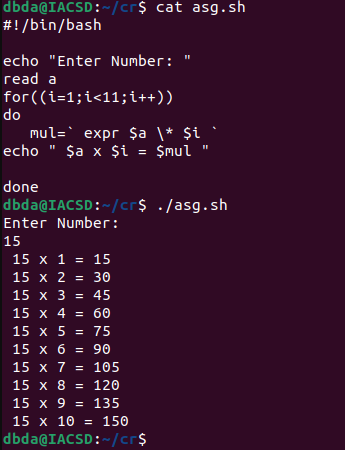 dbda@IACSD:~/cr$ cat asg.sh
#!/bin/bash

echo "Enter Number: "
read a
for((i=1;i<11;i++))
do
   mul=` expr $a \* $i `
echo " $a x $i = $mul "

done
dbda@IACSD:~/cr$ ./asg.sh
Enter Number:
15
 15 x 1 = 15
 15 x 2 = 30
 15 x 3 = 45
 15 x 4 = 60
 15 x 5 = 75
 15 x 6 = 90
 15 x 7 = 105
 15 x 8 = 120
 15 x 9 = 135
 15 x 10 = 150
dbda@IACSD:~/cr$